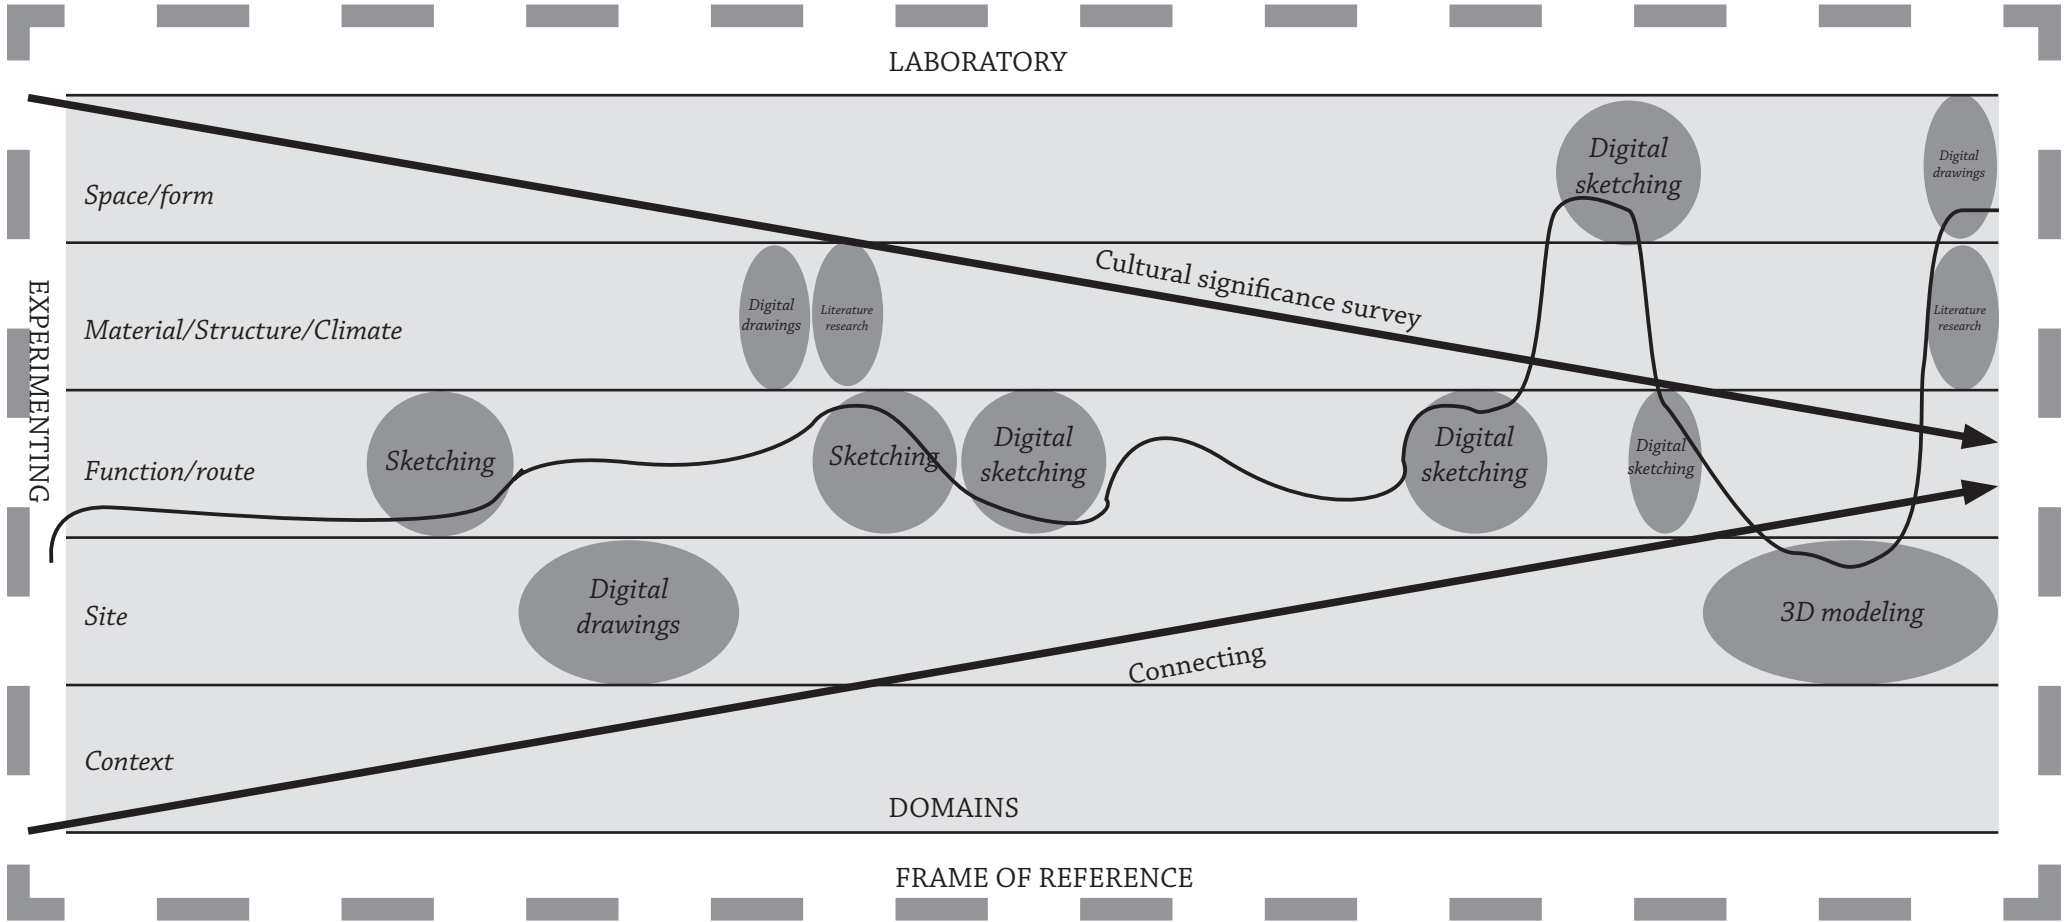 LABORATORY
EXPERIMENTING
Space/form
Digital
sketching
Digital
drawings
Material/Structure/Climate
Digital
drawings
Literature
research
Cultural significance survey
Literature
research
Function/route
Sketching
Sketching
Digital
sketching
Digital
sketching
Digital
sketching
Site
Digital
drawings
Connecting
3D modeling
Context
DOMAINS
FRAME OF REFERENCE